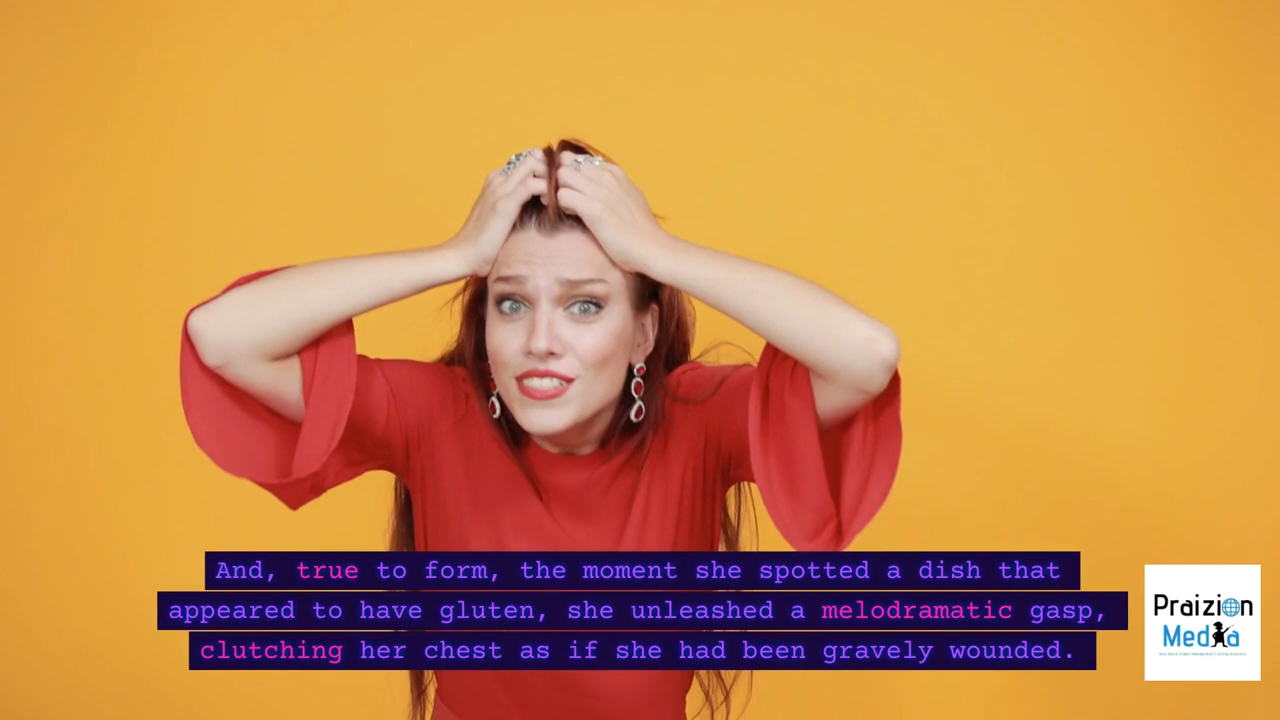 And, true to form, the moment she spotted a dish that
appeared to have gluten, she unleashed a melodramatic gasp,
clutching her chest as if she had been gravely wounded.
Praizion
Media